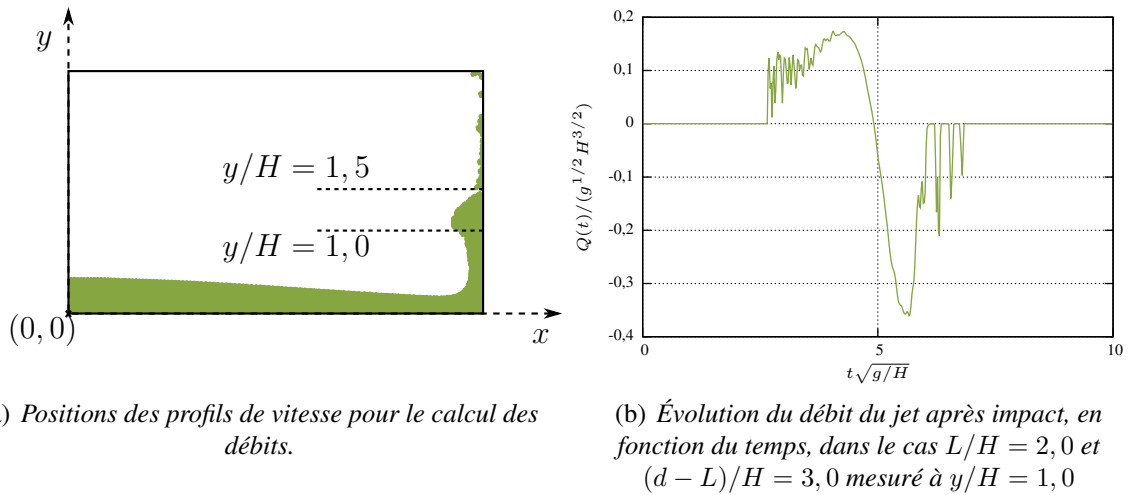 y
y/H = 1,5
y/H = 1,0
(0,0)
x
) Positions des profils de vitesse pour le calcul des
débits.
0,2
0,1
0
-0,1
-0,2
-0,3
-0,4
Q(t)/(g^{1/2}H^{3/2})
0
5
10
t√g/H
(b) Évolution du débit du jet après impact, en
fonction du temps, dans le cas L/H = 2,0 et
(d − L)/H = 3,0 mesuré à y/H = 1,0